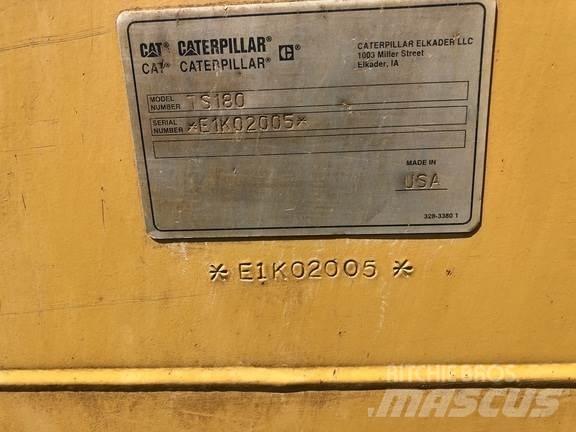 CAT® CATERPILLAR®
CAT® CATERPILLAR® C®
CATERPILLAR ELKADER LLC
1003 Miller Street
Elkader, IA
MODEL NUMBER TS180
SERIAL NUMBER *E1K02005*
MADE IN
USA
329-3380 1
* E1K02005 *
RITCHIE BROS
MASCUS